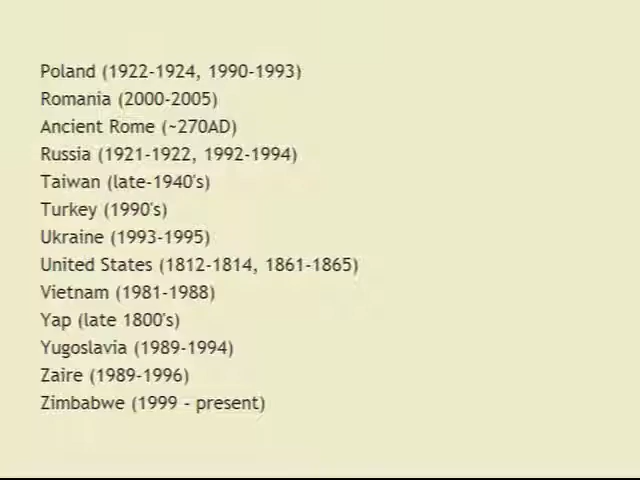 Poland (1922-1924, 1990-1993)
Romania (2000-2005)
Ancient Rome (~270AD)
Russia (1921-1922, 1992-1994)
Taiwan (late-1940's)
Turkey (1990's)
Ukraine (1993-1995)
United States (1812-1814, 1861-1865)
Vietnam (1981-1988)
Yap (late 1800's)
Yugoslavia (1989-1994)
Zaire (1989-1996)
Zimbabwe (1999 - present)